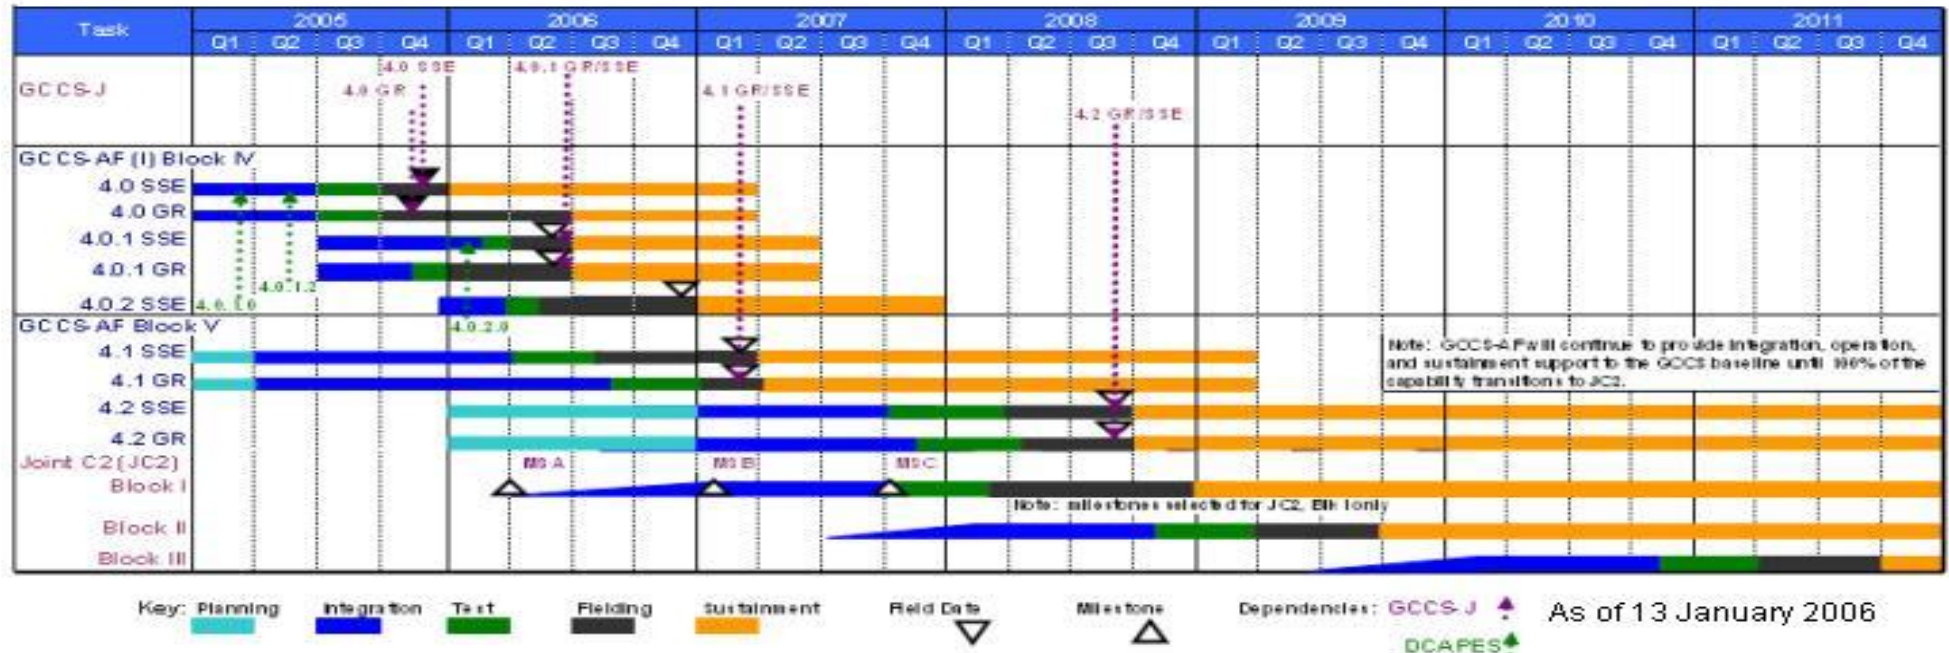 Task 2005 2006 2007 2008 2009 2010 2011
Q1 Q2 Q3 Q4 Q1 Q2 Q3 Q4 Q1 Q2 Q3 Q4 Q1 Q2 Q3 Q4 Q1 Q2 Q3 Q4 Q1 Q2 Q3 Q4 Q1 Q2 Q3 Q4
4.0 SSE 4.0.1 GR/SSE
GCCS-J 4.0 GR 4.1 GR/SSE
4.2 GR/SSE
GCCS-AF (I) Block IV
4.0 SSE
4.0 GR
4.0.1 SSE
4.0.1 GR
4.0.1.2
4.0.2 SSE
GCCS-AF Block V 4.0.2.0
4.1 SSE
4.1 GR
4.2 SSE
4.2 GR
Note: GCCS-AF will continue to provide integration, operation,
and sustainment support to the GCCS baseline until 100% of the
capability transitions to JC2.
Joint C2 (JC2) MS A MS B MS C
Block I
Note: milestones selected for JC2, Blk I only
Block II
Block III
Key: Planning Integration Test Fielding Sustainment Field Date Milestone Dependencies: GCCS-J As of 13 January 2006
DCAPES